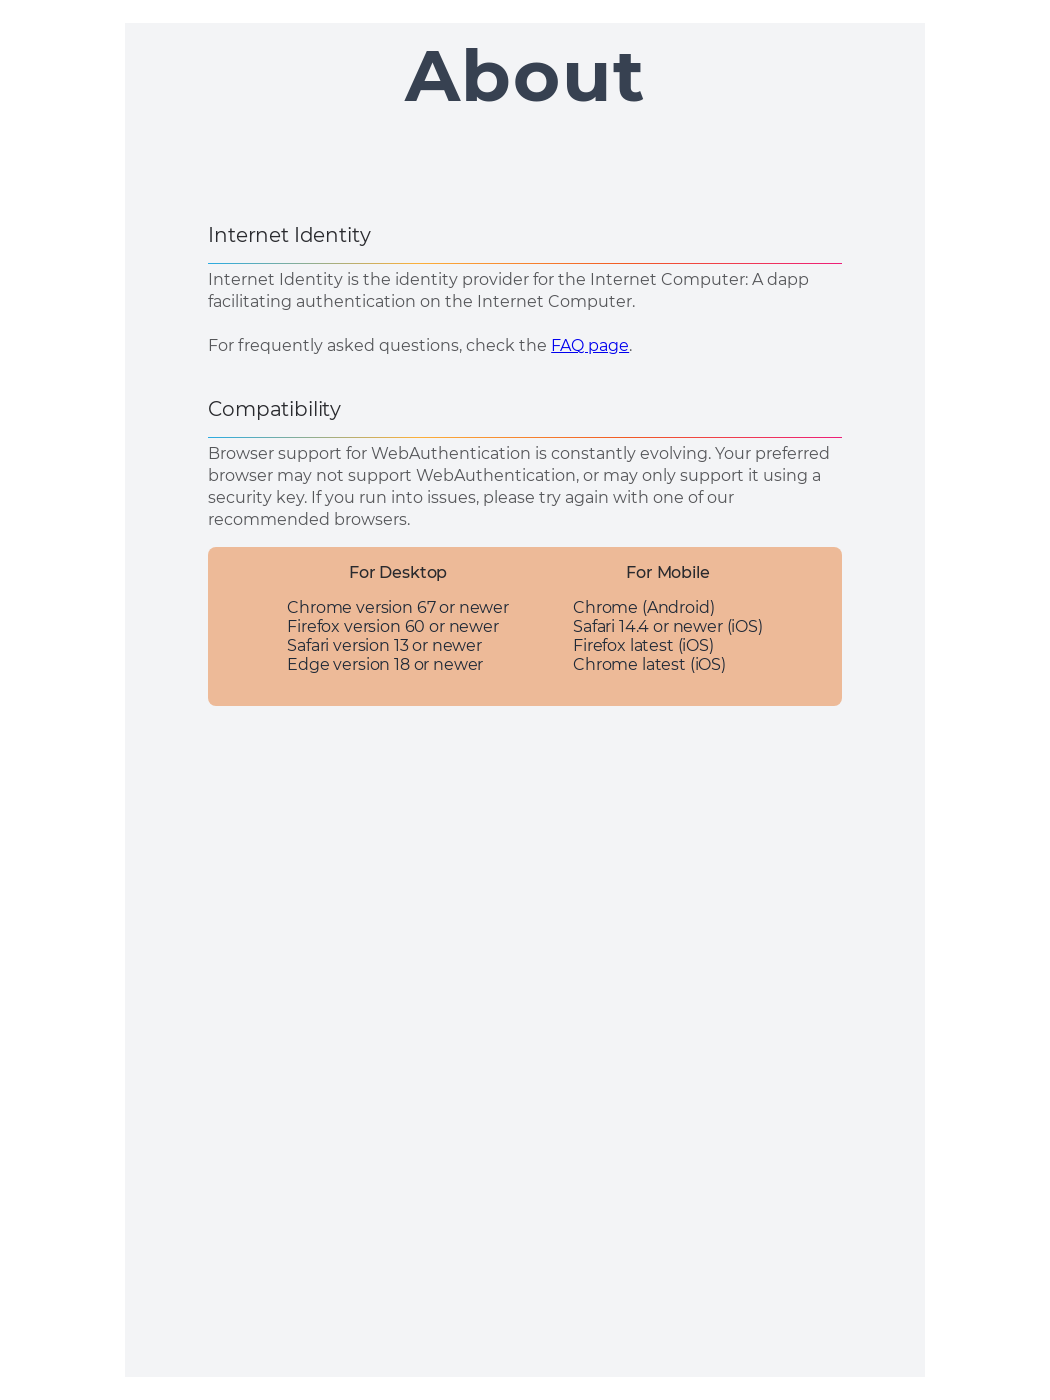 About
Internet Identity
Internet Identity is the identity provider for the Internet Computer: A dapp
facilitating authentication on the Internet Computer.
For frequently asked questions, check the FAQ page.
Compatibility
Browser support for WebAuthentication is constantly evolving. Your preferred
browser may not support WebAuthentication, or may only support it using a
security key. If you run into issues, please try again with one of our
recommended browsers.
For Desktop
Chrome version 67 or newer
Firefox version 60 or newer
Safari version 13 or newer
Edge version 18 or newer
For Mobile
Chrome (Android)
Safari 14.4 or newer (iOS)
Firefox latest (iOS)
Chrome latest (iOS)